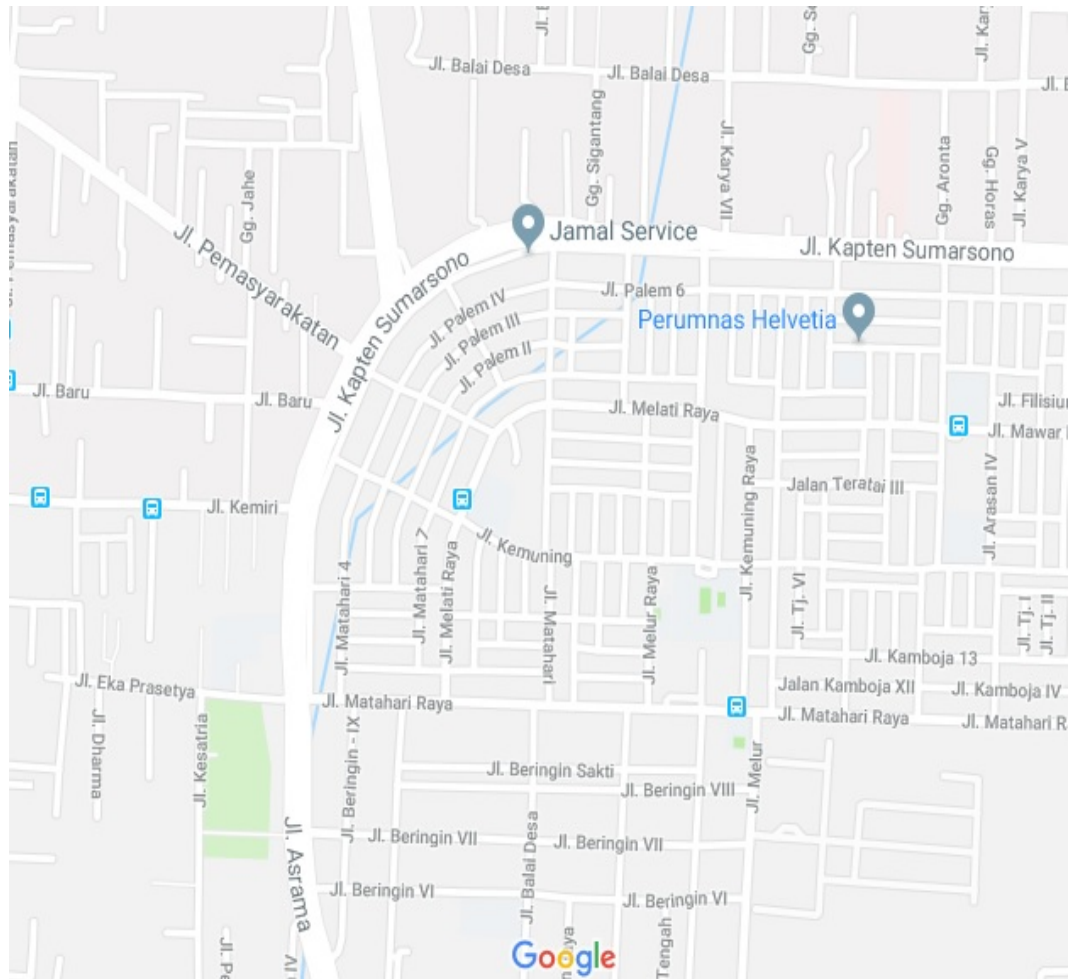 Jl. Balai Desa
Jl. Balai Desa
Gg. Sigantang
Jl. Karya VII
Gg. Aronta
Gg. Horas
Jl. Karya V
Gg. Jahe
Jl. Pemasyarakatan
Jamal Service
Jl. Kapten Sumarsono
Jl. Kapten Sumarsono
Jl. Palem 6
Jl. Palem IV
Jl. Palem III
Jl. Palem II
Perumnas Helvetia
Jl. Baru
Jl. Baru
Jl. Melati Raya
Jl. Mawar
Jl. Kemuning Raya
Jalan Teratai III
Jl. Arasan IV
Jl. Kemiri
Jl. Kemuning
Jl. Matahari 4
Jl. Matahari 7
Jl. Melati Raya
Jl. Matahari
Jl. Melur Raya
Jl. Tj. VI
Jl. Tj. I
Jl. Tj. II
Jl. Kamboja 13
Jl. Eka Prasetya
Jl. Matahari Raya
Jalan Kamboja XII
Jl. Kamboja IV
Jl. Matahari Raya
Jl. Matahari R
Jl. Dharma
Jl. Kesatria
Jl. Beringin - IX
Jl. Beringin Sakti
Jl. Beringin VIII
Jl. Melur
Jl. Beringin VII
Jl. Beringin VII
Jl. Balai Desa
Jl. Asrama
Jl. Beringin VI
Jl. Beringin VI
Tengah
Google